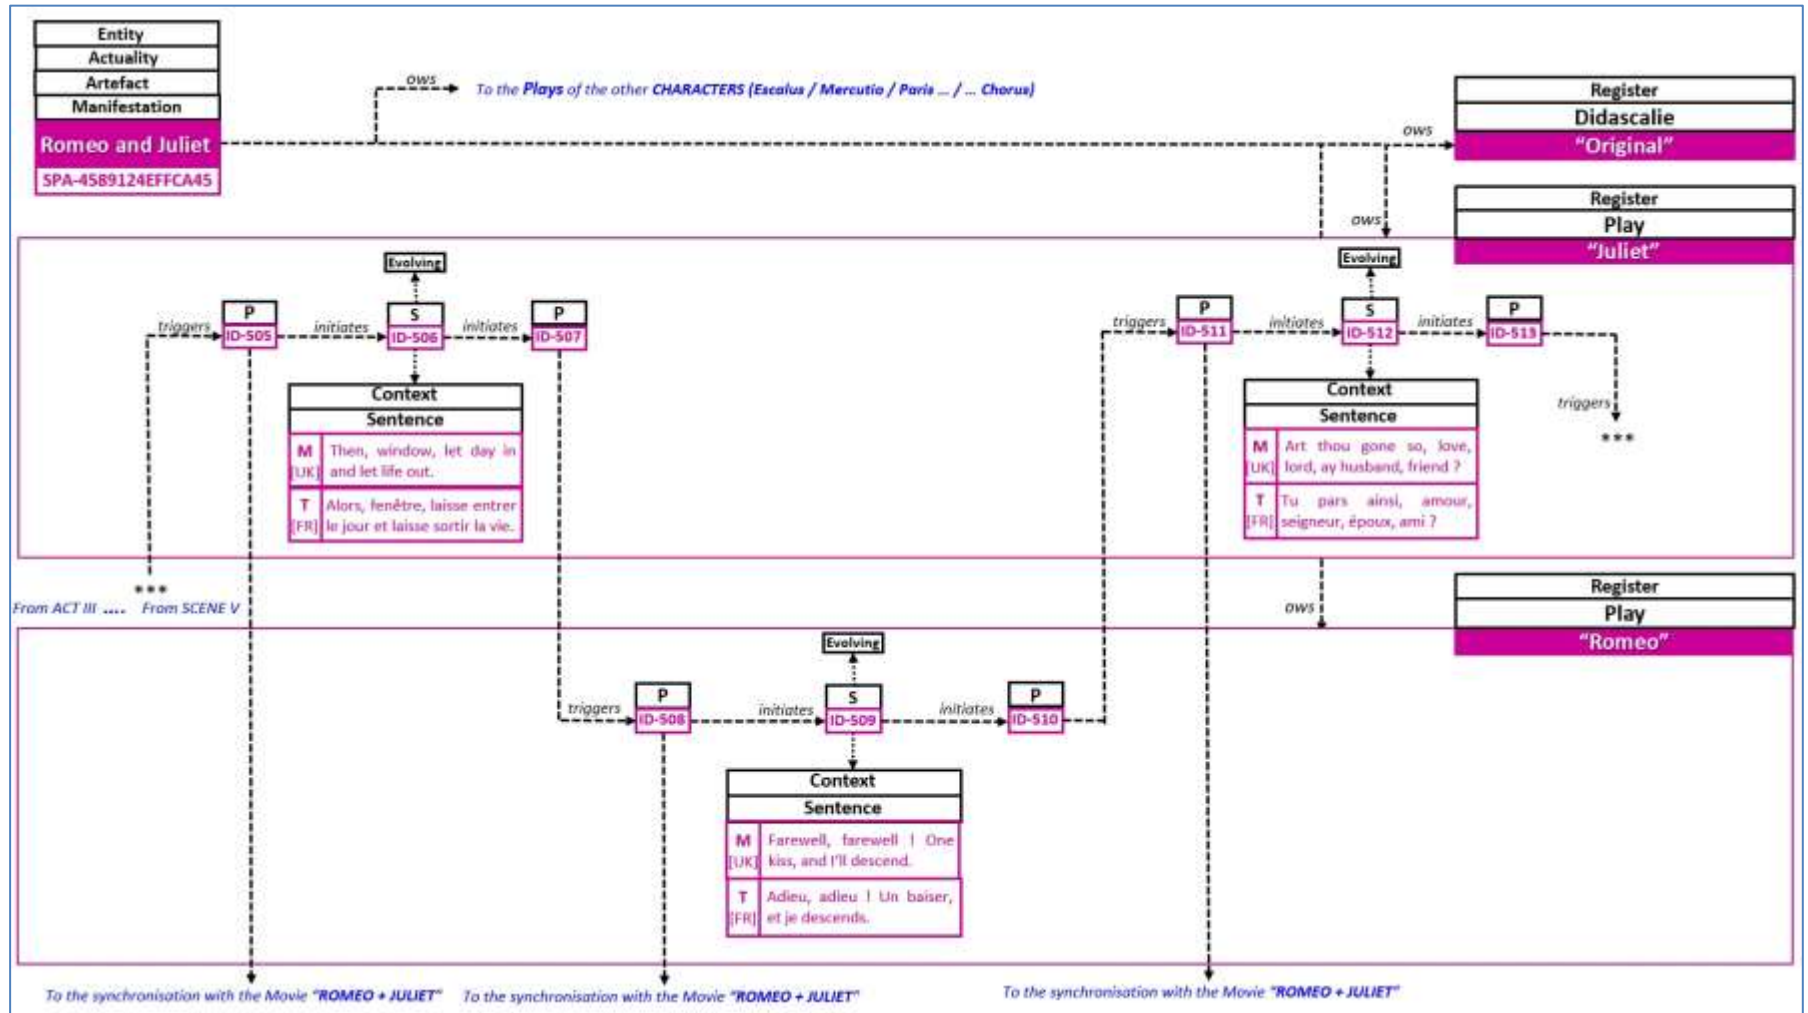 Entity
Actuality
Artefact
Manifestation
Romeo and Juliet
SPA-4589124EFFCA45
ows
To the Plays of the other CHARACTERS (Escalus / Mercutio / Paris ... / ... Chorus)
ows
Register
Didascalie
"Original"
ows
Register
Play
"Juliet"
Evolving
triggers
P
ID-505
initiates
S
ID-506
initiates
P
ID-507
Context
Sentence
M
[UK]
Then, window, let day in
and let life out.
T
[FR]
Alors, fenêtre, laisse entrer
le jour et laisse sortir la vie.
Evolving
triggers
P
ID-511
initiates
S
ID-512
initiates
P
ID-513
triggers
***
Context
Sentence
M
[UK]
Art thou gone so, love,
lord, ay husband, friend ?
T
[FR]
Tu pars ainsi, amour,
seigneur, époux, ami ?
***
From ACT III .... From SCENE V
ows
Register
Play
"Romeo"
Evolving
triggers
P
ID-508
initiates
S
ID-509
initiates
P
ID-510
Context
Sentence
M
[UK]
Farewell, farewell ! One
kiss, and I'll descend.
T
[FR]
Adieu, adieu ! Un baiser,
et je descends.
To the synchronisation with the Movie "ROMEO + JULIET"
To the synchronisation with the Movie "ROMEO + JULIET"
To the synchronisation with the Movie "ROMEO + JULIET"